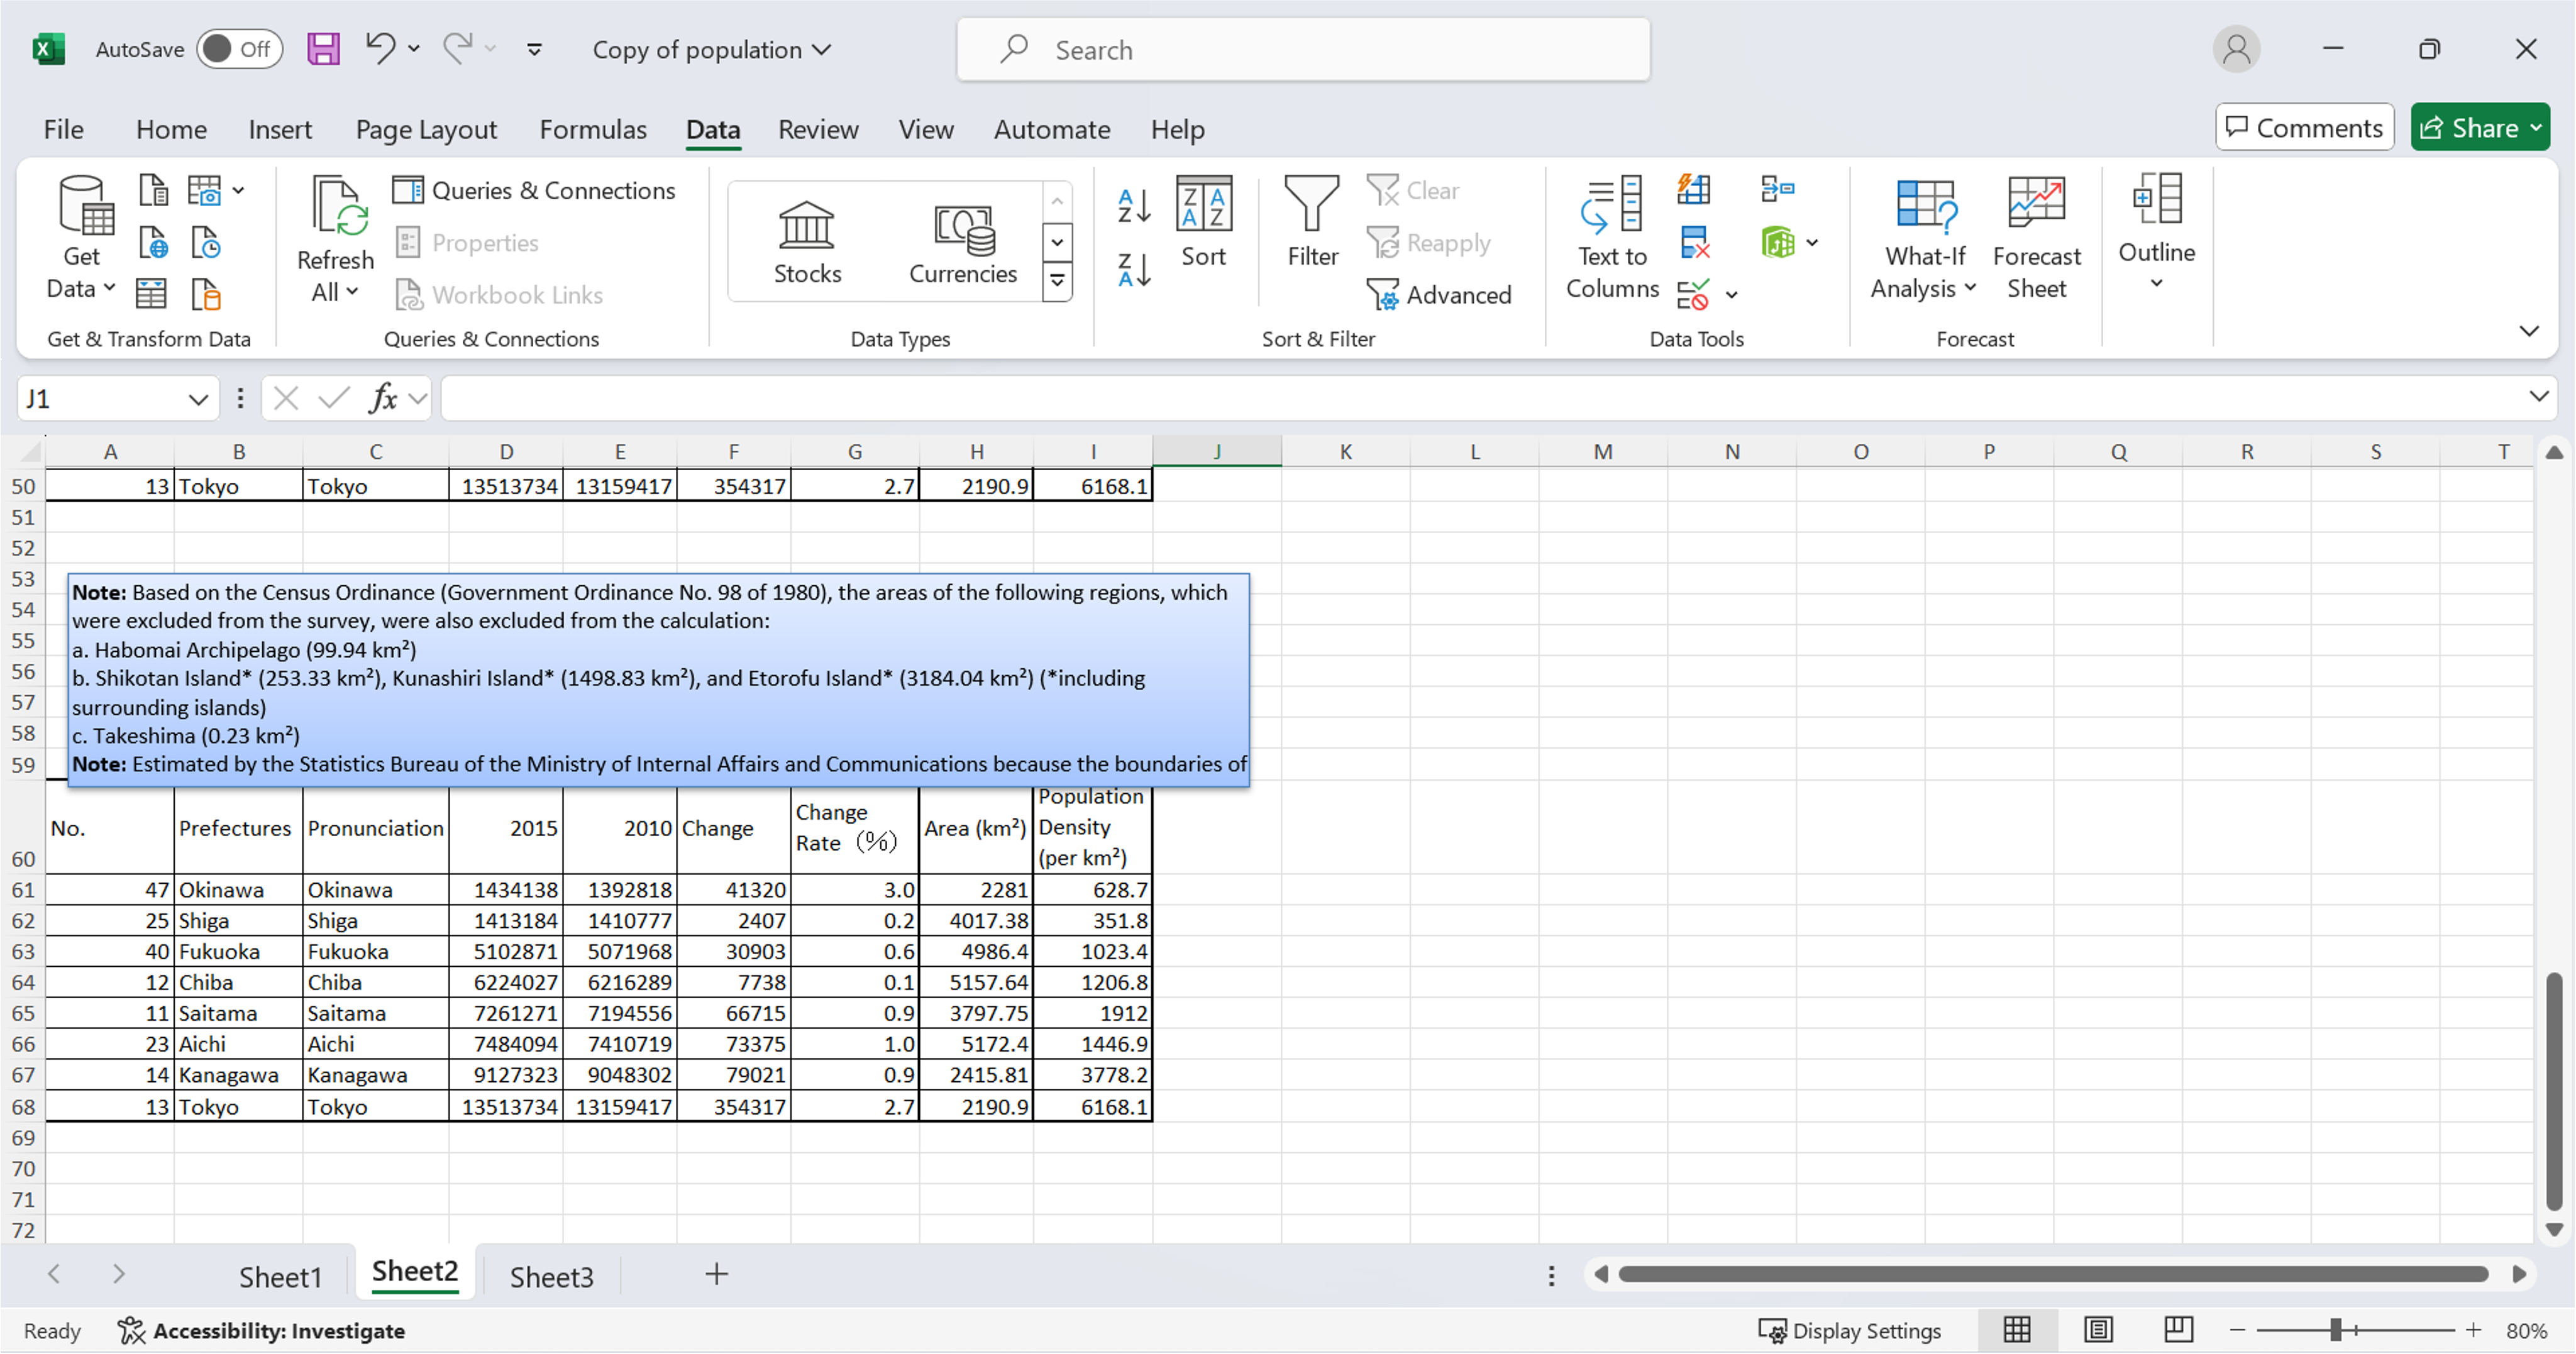 AutoSave Off Copy of population Search
File Home Insert Page Layout Formulas Data Review View Automate Help Comments Share
Get Data
Refresh All
Queries & Connections
Properties
Workbook Links
Stocks
Currencies
Sort
Filter
Clear
Reapply
Advanced
Text to Columns
What-If Analysis
Forecast Sheet
Outline
Get & Transform Data Queries & Connections Data Types Sort & Filter Data Tools Forecast
J1 fx
A B C D E F G H I J K L M N O P Q R S T
50 13 Tokyo Tokyo 13513734 13159417 354317 2.7 2190.9 6168.1
51
52
53
54
55
56
57
58
59
Note: Based on the Census Ordinance (Government Ordinance No. 98 of 1980), the areas of the following regions, which
were excluded from the survey, were also excluded from the calculation:
a. Habomai Archipelago (99.94 km²)
b. Shikotan Island* (253.33 km²), Kunashiri Island* (1498.83 km²), and Etorofu Island* (3184.04 km²) (*including
surrounding islands)
c. Takeshima (0.23 km²)
Note: Estimated by the Statistics Bureau of the Ministry of Internal Affairs and Communications because the boundaries of
60 No. Prefectures Pronunciation 2015 2010 Change Change Rate （%） Area (km²) Population Density (per km²)
61 47 Okinawa Okinawa 1434138 1392818 41320 3.0 2281 628.7
62 25 Shiga Shiga 1413184 1410777 2407 0.2 4017.38 351.8
63 40 Fukuoka Fukuoka 5102871 5071968 30903 0.6 4986.4 1023.4
64 12 Chiba Chiba 6224027 6216289 7738 0.1 5157.64 1206.8
65 11 Saitama Saitama 7261271 7194556 66715 0.9 3797.75 1912
66 23 Aichi Aichi 7484094 7410719 73375 1.0 5172.4 1446.9
67 14 Kanagawa Kanagawa 9127323 9048302 79021 0.9 2415.81 3778.2
68 13 Tokyo Tokyo 13513734 13159417 354317 2.7 2190.9 6168.1
69
70
71
72
Sheet1 Sheet2 Sheet3
Ready Accessibility: Investigate Display Settings 80%